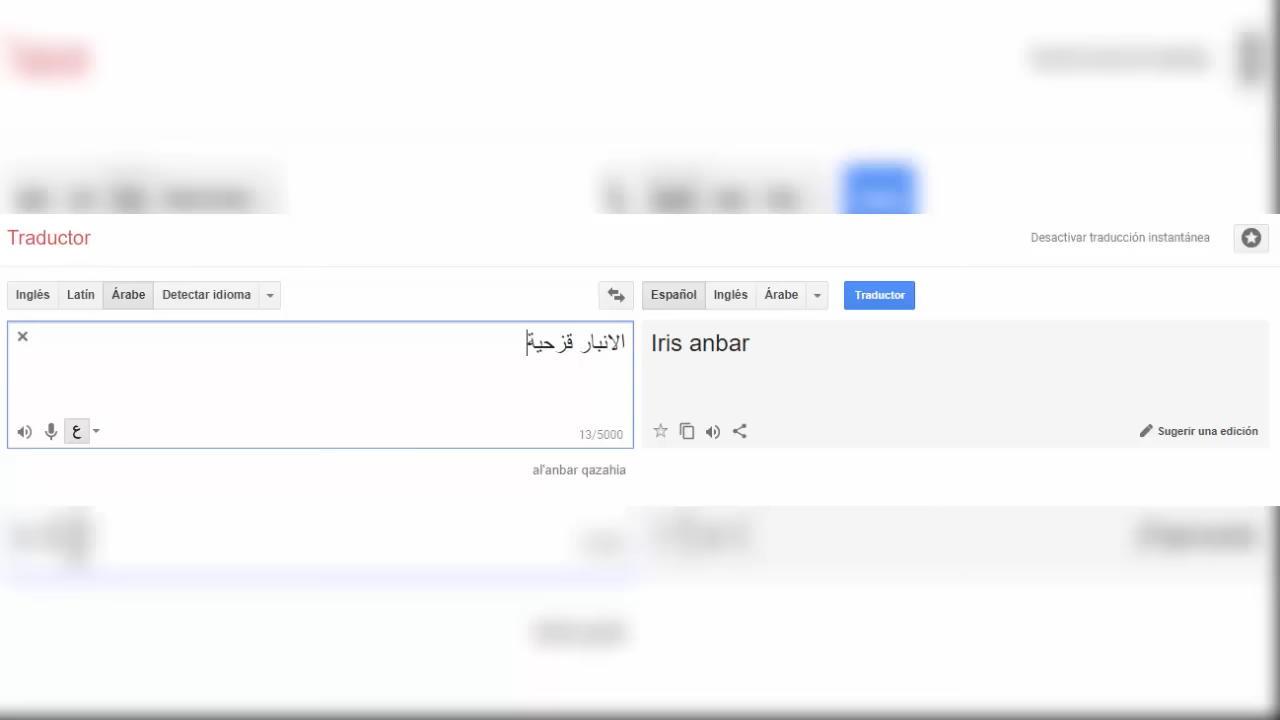 Traductor
Desactivar traducción instantánea
Inglés Latín Árabe Detectar idioma
Español Inglés Árabe Traductor
الانبار قزحية
Iris anbar
ع
13/5000
Sugerir una edición
al'anbar qazahia